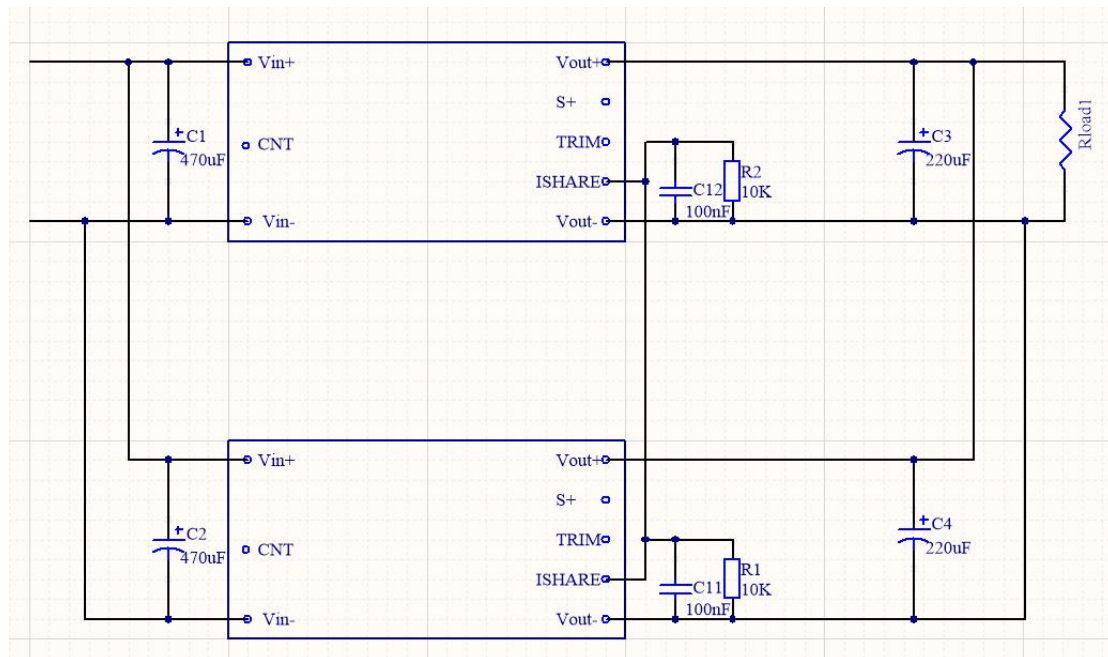 Vin+
Vout+
S+
+C1
470uF
CNT
TRIM
+C3
220uF
Rload1
ISHARE
C12
100nF
R2
10K
Vin-
Vout-
Vin+
Vout+
S+
+C2
470uF
CNT
TRIM
+C4
220uF
ISHARE
C11
100nF
R1
10K
Vin-
Vout-